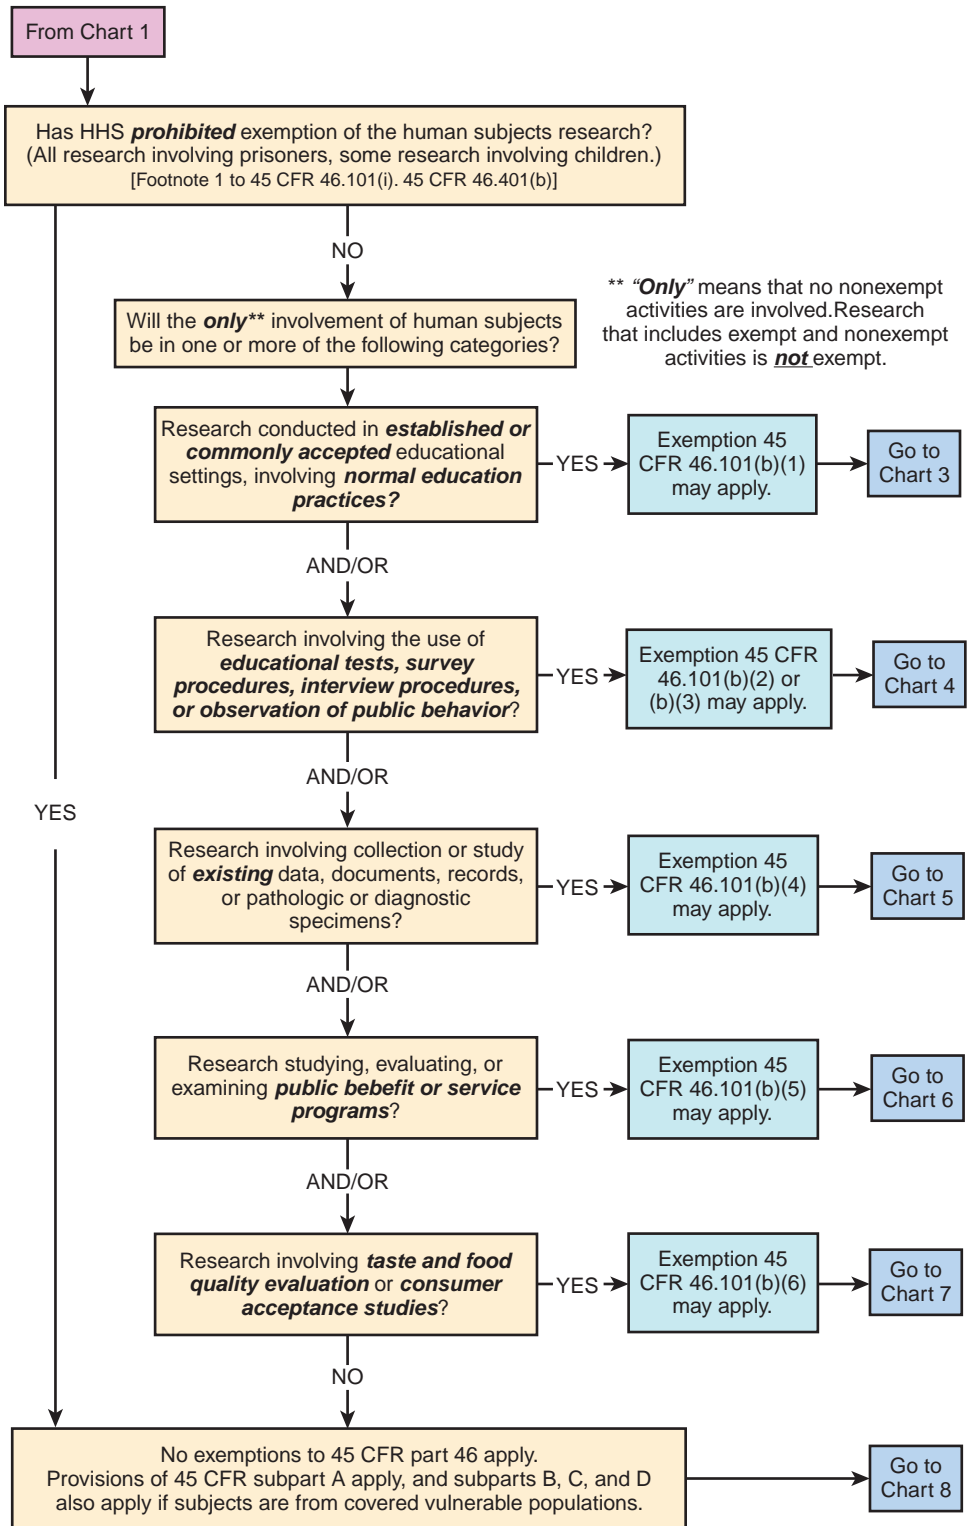 From Chart 1
Has HHS prohibited exemption of the human subjects research?
(All research involving prisoners, some research involving children.)
[Footnote 1 to 45 CFR 46.101(i). 45 CFR 46.401(b)]
NO
** “Only” means that no nonexempt
activities are involved.Research
that includes exempt and nonexempt
activities is not exempt.
Will the only** involvement of human subjects
be in one or more of the following categories?
Research conducted in established or
commonly accepted educational
settings, involving normal education
practices?
YES
Exemption 45
CFR 46.101(b)(1)
may apply.
Go to
Chart 3
AND/OR
Research involving the use of
educational tests, survey
procedures, interview procedures,
or observation of public behavior?
YES
Exemption 45 CFR
46.101(b)(2) or
(b)(3) may apply.
Go to
Chart 4
AND/OR
YES
Research involving collection or study
of existing data, documents, records,
or pathologic or diagnostic
specimens?
YES
Exemption 45
CFR 46.101(b)(4)
may apply.
Go to
Chart 5
AND/OR
Research studying, evaluating, or
examining public bebefit or service
programs?
YES
Exemption 45
CFR 46.101(b)(5)
may apply.
Go to
Chart 6
AND/OR
Research involving taste and food
quality evaluation or consumer
acceptance studies?
YES
Exemption 45
CFR 46.101(b)(6)
may apply.
Go to
Chart 7
NO
No exemptions to 45 CFR part 46 apply.
Provisions of 45 CFR subpart A apply, and subparts B, C, and D
also apply if subjects are from covered vulnerable populations.
Go to
Chart 8